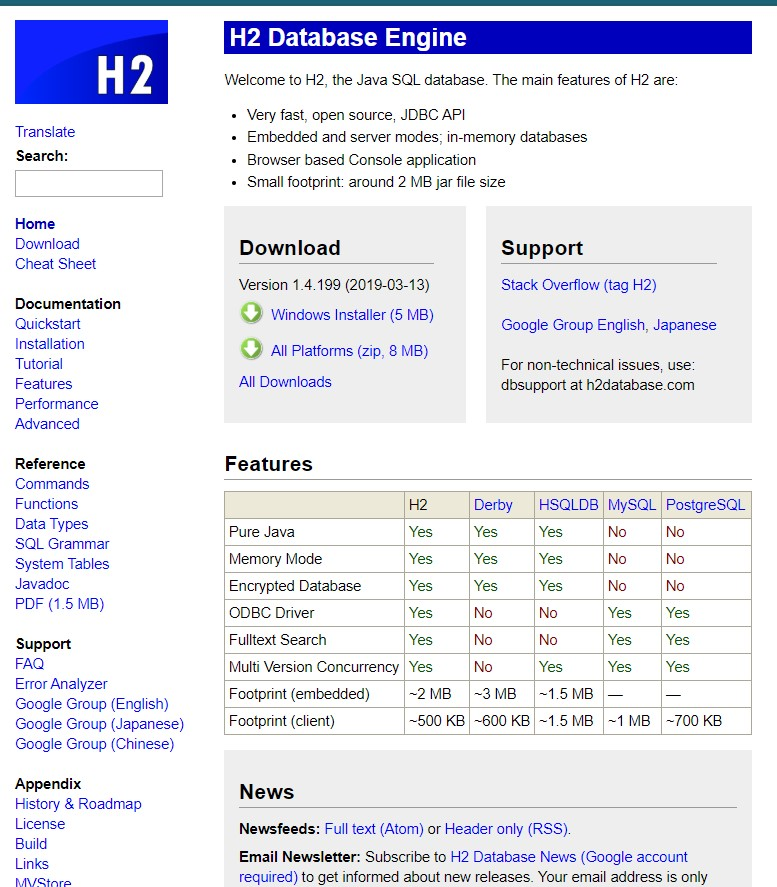 H2
Translate
Search:
Home
Download
Cheat Sheet
Documentation
Quickstart
Installation
Tutorial
Features
Performance
Advanced
Reference
Commands
Functions
Data Types
SQL Grammar
System Tables
Javadoc
PDF (1.5 MB)
Support
FAQ
Error Analyzer
Google Group (English)
Google Group (Japanese)
Google Group (Chinese)
Appendix
History & Roadmap
License
Build
Links
MVStore
H2 Database Engine
Welcome to H2, the Java SQL database. The main features of H2 are:
• Very fast, open source, JDBC API
• Embedded and server modes; in-memory databases
• Browser based Console application
• Small footprint: around 2 MB jar file size
Download
Version 1.4.199 (2019-03-13)
Windows Installer (5 MB)
All Platforms (zip, 8 MB)
All Downloads
Support
Stack Overflow (tag H2)
Google Group English, Japanese
For non-technical issues, use:
dbsupport at h2database.com
Features
H2 Derby HSQLDB MySQL PostgreSQL
Pure Java Yes Yes Yes No No
Memory Mode Yes Yes Yes No No
Encrypted Database Yes Yes Yes No No
ODBC Driver Yes No No Yes Yes
Fulltext Search Yes No No Yes Yes
Multi Version Concurrency Yes No Yes Yes Yes
Footprint (embedded) ~2 MB ~3 MB ~1.5 MB — —
Footprint (client) ~500 KB ~600 KB ~1.5 MB ~1 MB ~700 KB
News
Newsfeeds: Full text (Atom) or Header only (RSS).
Email Newsletter: Subscribe to H2 Database News (Google account
required) to get informed about new releases. Your email address is only